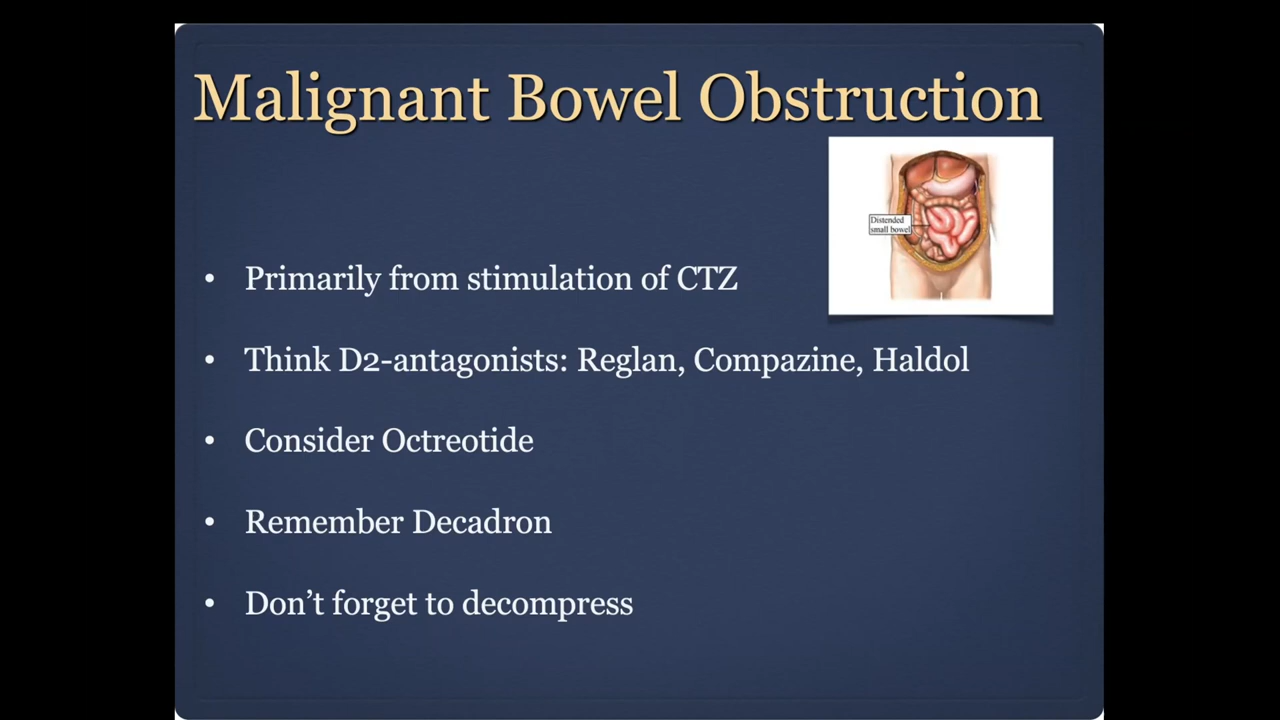 Malignant Bowel Obstruction
Distended
small bowel
• Primarily from stimulation of CTZ
• Think D2-antagonists: Reglan, Compazine, Haldol
• Consider Octreotide
• Remember Decadron
• Don’t forget to decompress